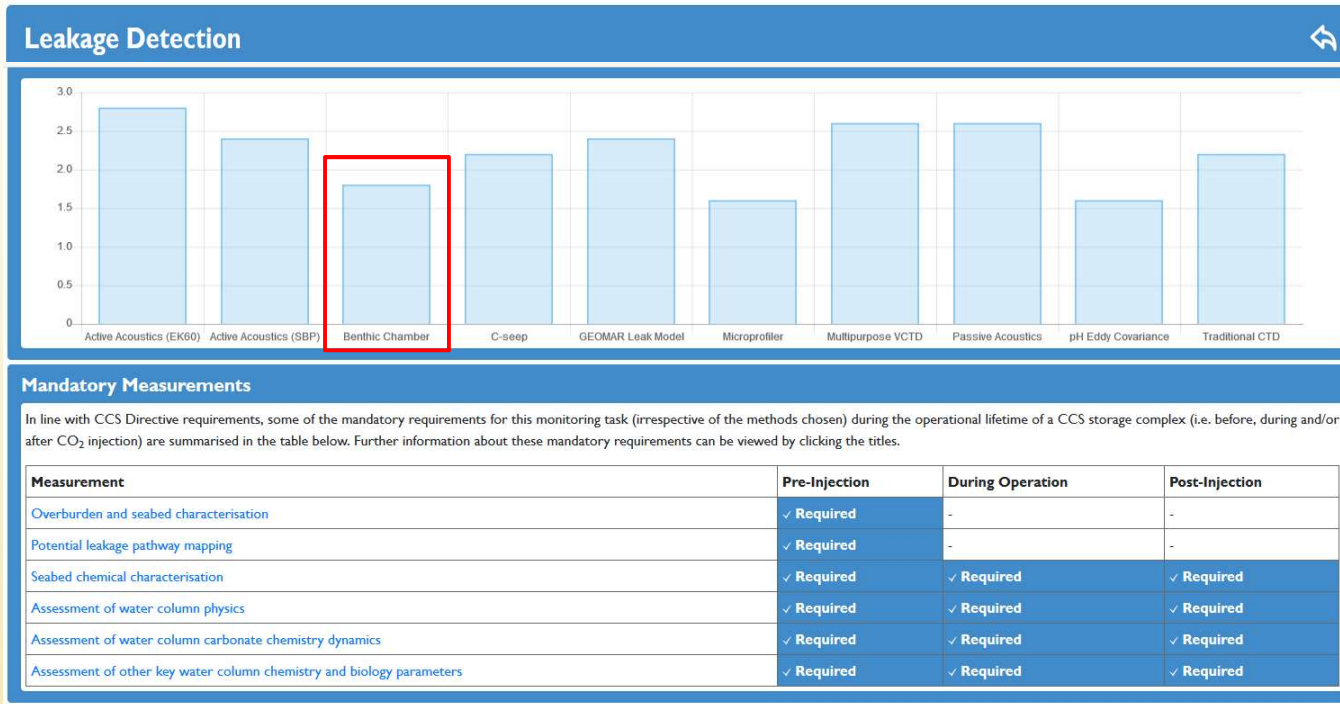 Leakage Detection
3.0
2.5
2.0
1.5
1.0
0.5
0
Active Acoustics (EK60) Active Acoustics (SBP) Benthic Chamber C-seep GEOMAR Leak Model Microprofiler Multipurpose VCTD Passive Acoustics pH Eddy Covariance Traditional CTD
Mandatory Measurements
In line with CCS Directive requirements, some of the mandatory requirements for this monitoring task (irrespective of the methods chosen) during the operational lifetime of a CCS storage complex (i.e. before, during and/or
after CO₂ injection) are summarised in the table below. Further information about these mandatory requirements can be viewed by clicking the titles.
Measurement Pre-Injection During Operation Post-Injection
Overburden and seabed characterisation ✓ Required - -
Potential leakage pathway mapping ✓ Required - -
Seabed chemical characterisation ✓ Required ✓ Required ✓ Required
Assessment of water column physics ✓ Required ✓ Required ✓ Required
Assessment of water column carbonate chemistry dynamics ✓ Required ✓ Required ✓ Required
Assessment of other key water column chemistry and biology parameters ✓ Required ✓ Required ✓ Required